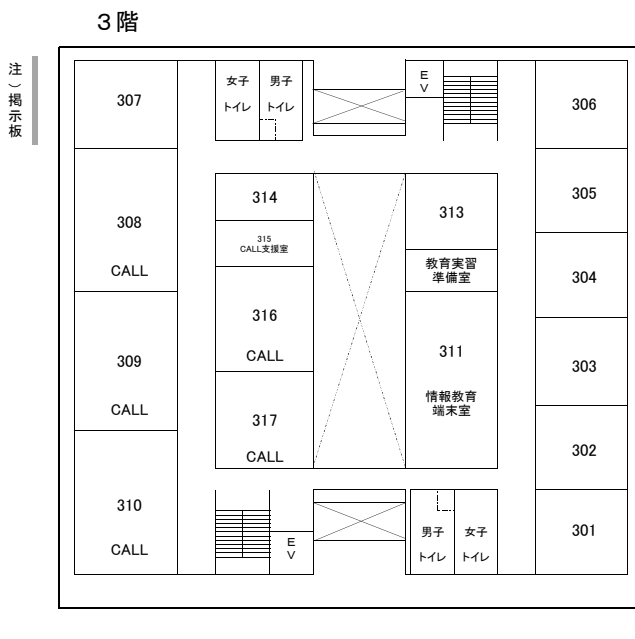 ３階
注）掲示板
307
女子
トイレ
男子
トイレ
EV
306
308
CALL
314
315
CALL支援室
313
305
教育実習
準備室
304
309
CALL
316
CALL
311
情報教育
端末室
303
317
CALL
302
310
CALL
EV
男子
トイレ
女子
トイレ
301